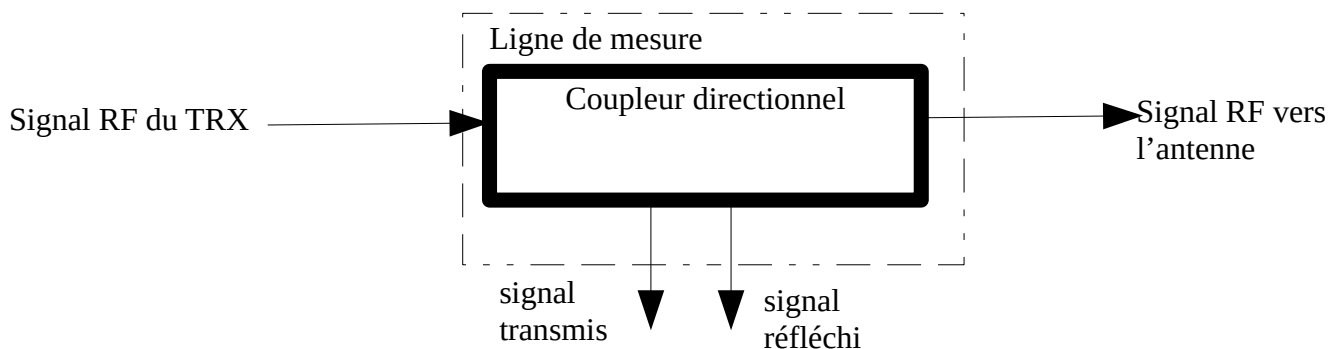 Ligne de mesure
Coupleur directionnel
Signal RF du TRX
Signal RF vers
l’antenne
signal
transmis
signal
réfléchi